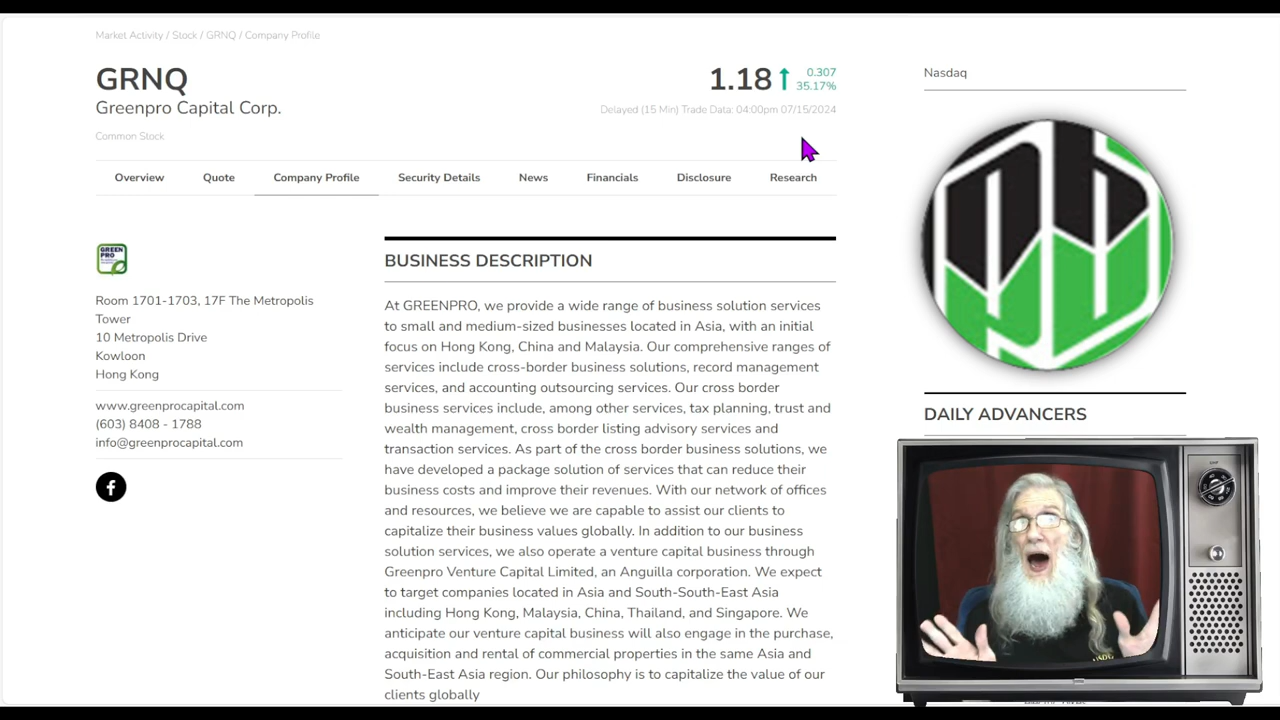 Market Activity / Stock / GRNQ / Company Profile
GRNQ
Greenpro Capital Corp.
Common Stock
1.18
0.307
35.17%
Delayed (15 Min) Trade Data: 04:00pm 07/15/2024
Overview
Quote
Company Profile
Security Details
News
Financials
Disclosure
Research
GREEN
PRO
Room 1701-1703, 17F The Metropolis
Tower
10 Metropolis Drive
Kowloon
Hong Kong
www.greenprocapital.com
(603) 8408 - 1788
info@greenprocapital.com
BUSINESS DESCRIPTION
At GREENPRO, we provide a wide range of business solution services
to small and medium-sized businesses located in Asia, with an initial
focus on Hong Kong, China and Malaysia. Our comprehensive ranges of
services include cross-border business solutions, record management
services, and accounting outsourcing services. Our cross border
business services include, among other services, tax planning, trust and
wealth management, cross border listing advisory services and
transaction services. As part of the cross border business solutions, we
have developed a package solution of services that can reduce their
business costs and improve their revenues. With our network of offices
and resources, we believe we are capable to assist our clients to
capitalize their business values globally. In addition to our business
solution services, we also operate a venture capital business through
Greenpro Venture Capital Limited, an Anguilla corporation. We expect
to target companies located in Asia and South-South-East Asia
including Hong Kong, Malaysia, China, Thailand, and Singapore. We
anticipate our venture capital business will also engage in the purchase,
acquisition and rental of commercial properties in the same Asia and
South-East Asia region. Our philosophy is to capitalize the value of our
clients globally
Nasdaq
DAILY ADVANCERS